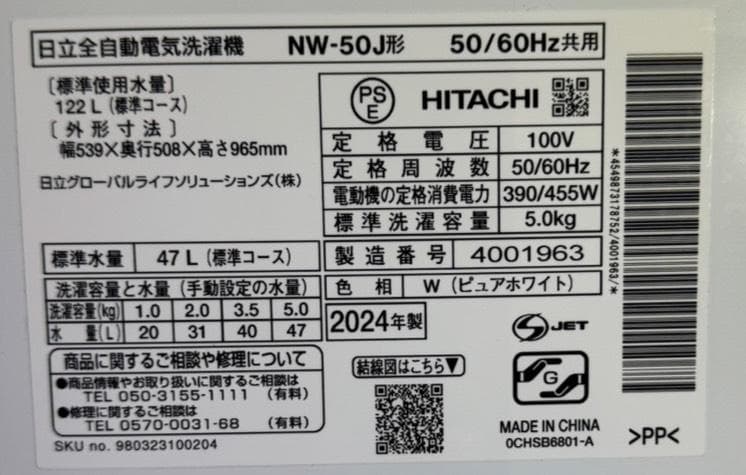 日立全自動電気洗濯機 NW-50J形 50/60Hz共用
〔標準使用水量〕
122 L (標準コース)
〔外形寸法〕
幅539×奥行508×高さ965mm
日立グローバルライフソリューションズ(株)
PS
E
HITACHI
定格電圧 100V
定格周波数 50/60Hz
電動機の定格消費電力 390/455W
標準洗濯容量 5.0kg
標準水量 47 L (標準コース)
製造番号 4001963
洗濯容量と水量 (手動設定の水量)
洗濯容量(kg) 1.0 2.0 3.5 5.0
水量(L) 20 31 40 47
色相 W (ピュアホワイト)
2024年製
S JET
商品に関するご相談や修理について
●商品情報やお取り扱いに関するご相談は
TEL 050-3155-1111 (有料)
●修理に関するご相談は
TEL 0570-0031-68 (有料)
SKU no. 980323100204
結線図はこちら▼
G
MADE IN CHINA
0CHSB6801-A
>PP<
*4549873178752/4001963/*